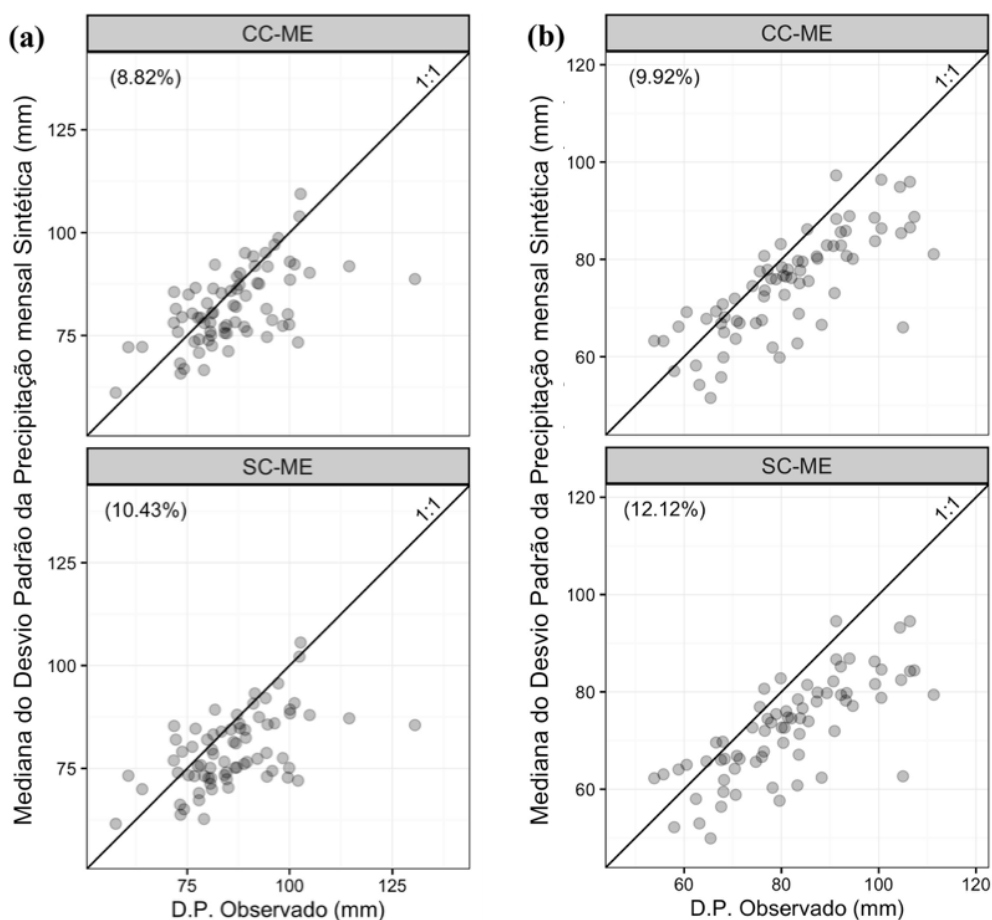 (a)
CC-ME
(8.82%)
1:1
125
100
75
SC-ME
(10.43%)
1:1
125
100
75
75
100
125
D.P. Observado (mm)
Mediana do Desvio Padrão da Precipitação mensal Sintética (mm)
(b)
CC-ME
(9.92%)
1:1
120
100
80
60
SC-ME
(12.12%)
1:1
120
100
80
60
60
80
100
120
D.P. Observado (mm)
Mediana do Desvio Padrão da Precipitação mensal Sintética (mm)